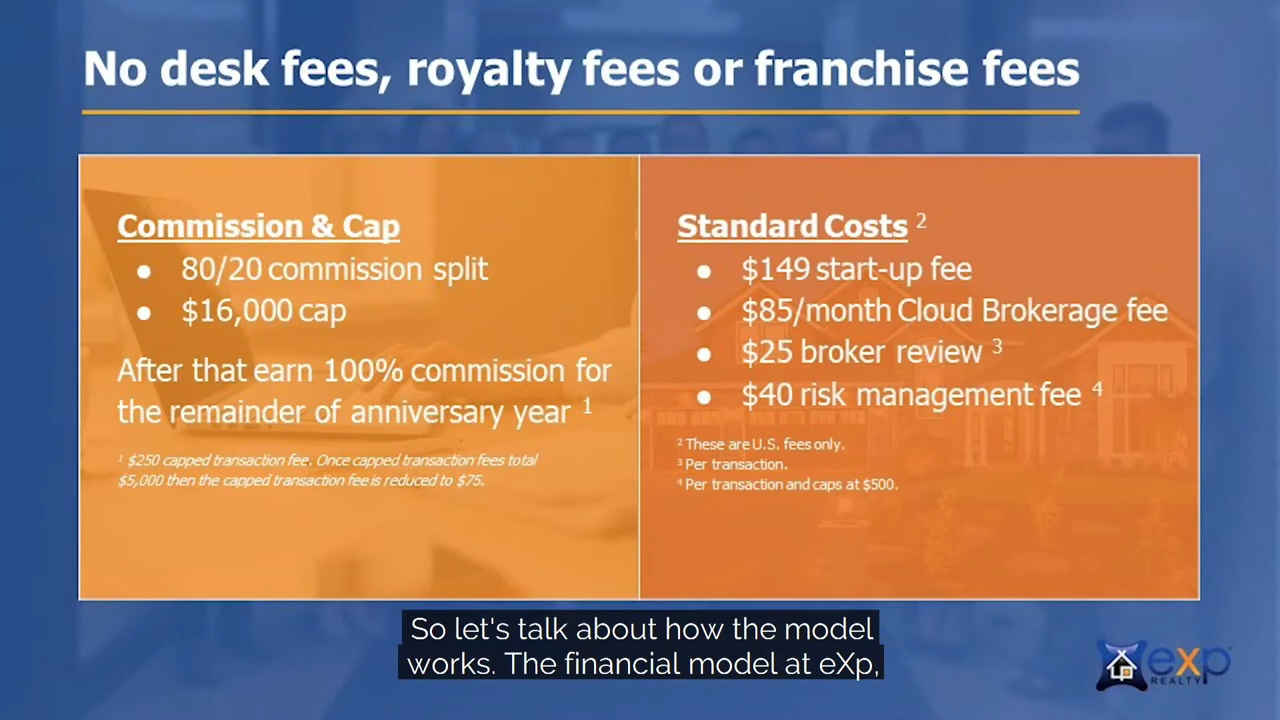 No desk fees, royalty fees or franchise fees
Commission & Cap
● 80/20 commission split
● $16,000 cap
After that earn 100% commission for
the remainder of anniversary year ¹
¹ $250 capped transaction fee. Once capped transaction fees total
$5,000 then the capped transaction fee is reduced to $75.
Standard Costs ²
● $149 start-up fee
● $85/month Cloud Brokerage fee
● $25 broker review ³
● $40 risk management fee ⁴
² These are U.S. fees only.
³ Per transaction.
⁴ Per transaction and caps at $500.
So let's talk about how the model
works. The financial model at eXp,
eXp
REALTY